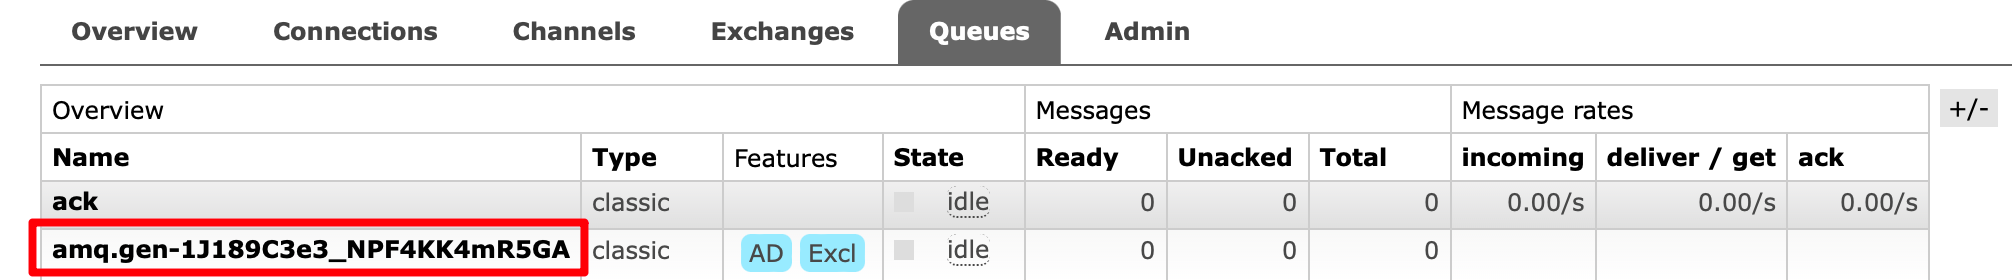 Overview Connections Channels Exchanges Queues Admin
Overview Messages Message rates +/-
Name Type Features State Ready Unacked Total incoming deliver / get ack
ack classic idle 0 0 0 0.00/s 0.00/s 0.00/s
amq.gen-1J189C3e3_NPF4KK4mR5GA classic AD Excl idle 0 0 0